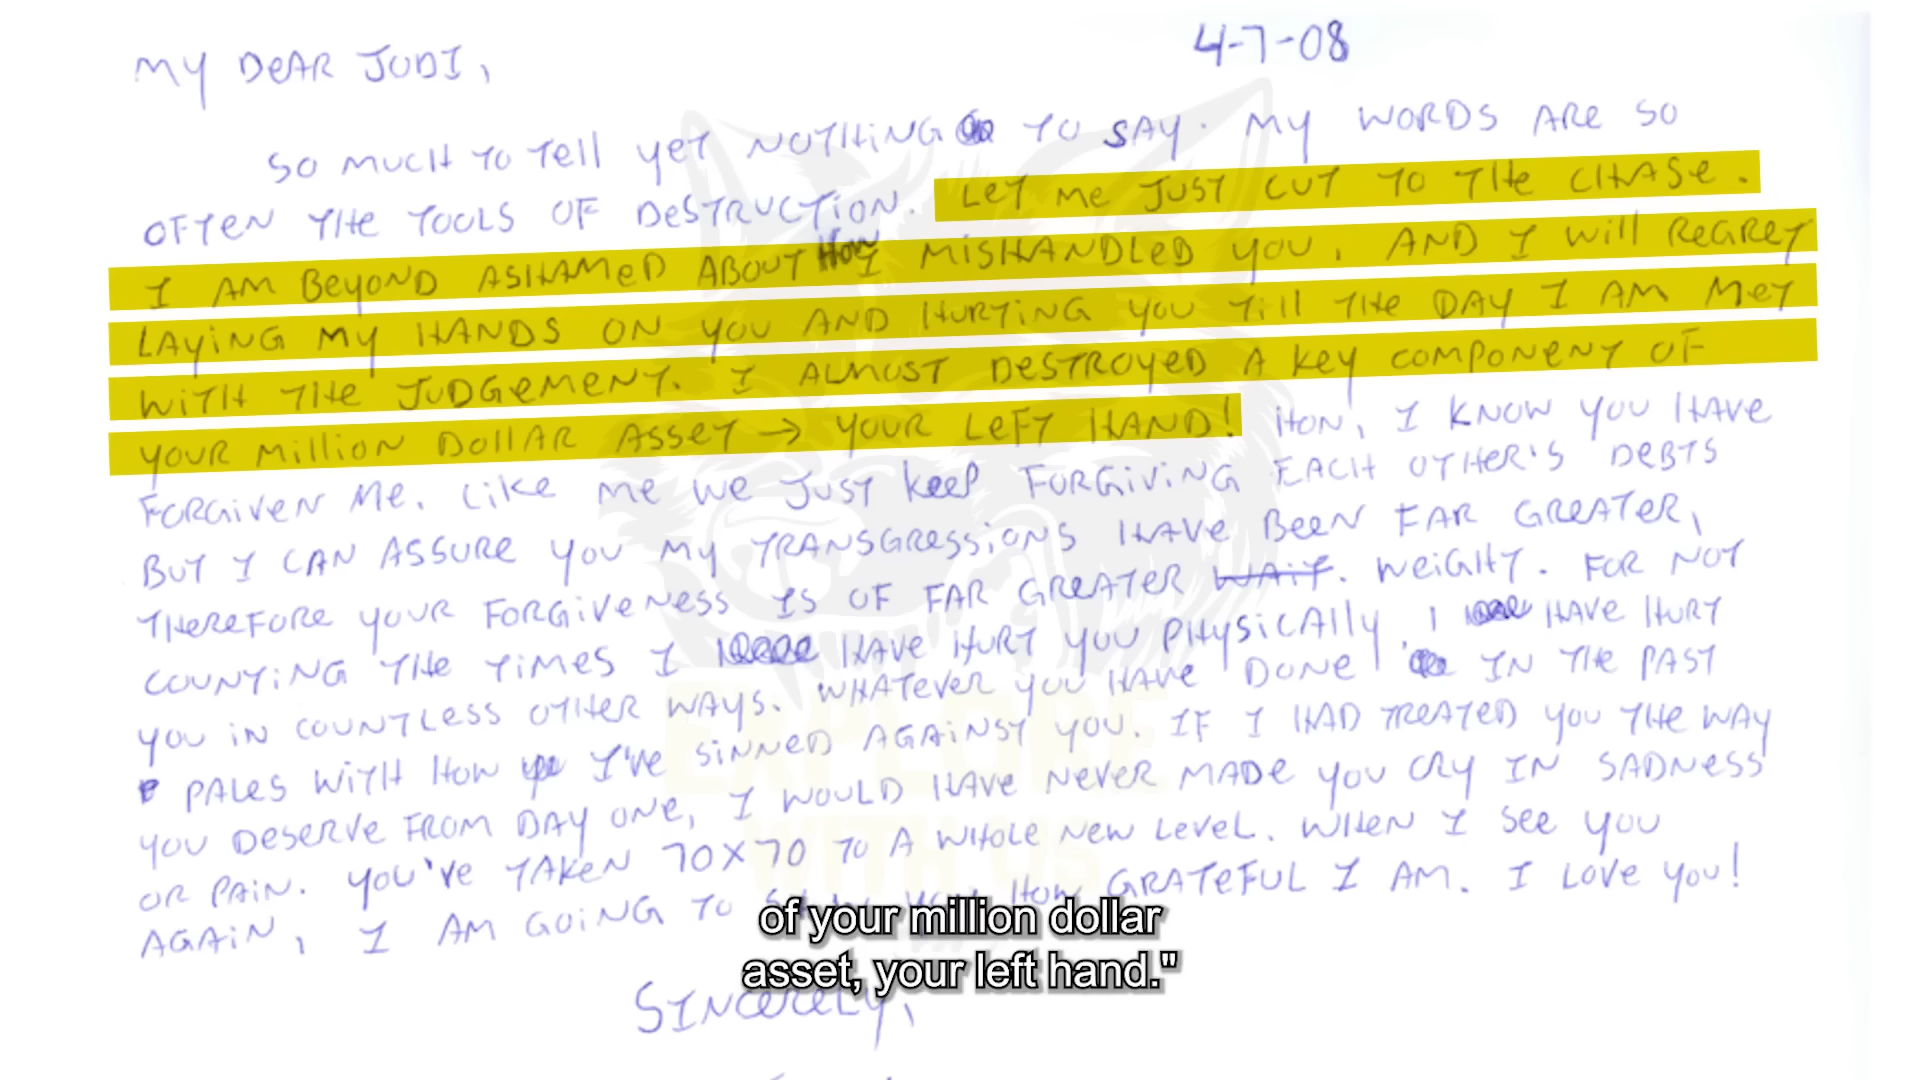 4-7-08
MY DEAR JUDI,
SO MUCH TO TELL YET NOTHING TO SAY. MY WORDS ARE SO
OFTEN THE TOOLS OF DESTRUCTION. LET ME JUST CUT TO THE CHASE.
I AM BEYOND ASHAMED ABOUT HOW I MISHANDLED YOU, AND I WILL REGRET
LAYING MY HANDS ON YOU AND HURTING YOU TILL THE DAY I AM MET
WITH THE JUDGEMENT. I ALMOST DESTROYED A KEY COMPONENT OF
YOUR MILLION DOLLAR ASSET → YOUR LEFT HAND! HON, I KNOW YOU HAVE
FORGIVEN ME. LIKE ME WE JUST KEEP FORGIVING EACH OTHER'S DEBTS
BUT I CAN ASSURE YOU MY TRANSGRESSIONS HAVE BEEN FAR GREATER,
THEREFORE YOUR FORGIVENESS IS OF FAR GREATER WAIT. WEIGHT. FOR NOT
COUNTING THE TIMES I HAVE HURT YOU PHYSICALLY, I HAVE HURT
YOU IN COUNTLESS OTHER WAYS. WHATEVER YOU HAVE DONE IN THE PAST
PALES WITH HOW I'VE SINNED AGAINST YOU. IF I HAD TREATED YOU THE WAY
YOU DESERVE FROM DAY ONE, I WOULD HAVE NEVER MADE YOU CRY IN SADNESS
OR PAIN. YOU'VE TAKEN 70X70 TO A WHOLE NEW LEVEL. WHEN I SEE YOU
AGAIN, I AM GOING TO HOW GRATEFUL I AM. I LOVE YOU!
SINCERELY,
of your million dollar
asset, your left hand."
EXPLORE
WITH US